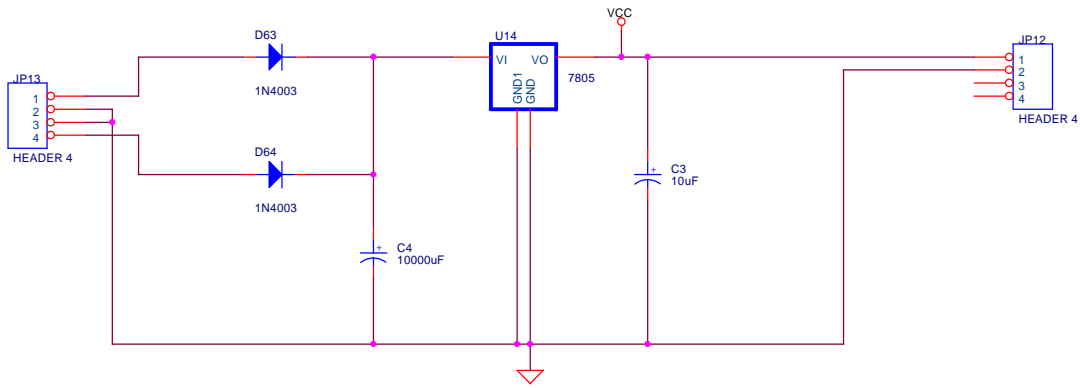 VCC
D63
U14
JP12
VI
VO
1
7805
1N4003
2
JP13
GND1
GND
3
1
4
2
HEADER 4
3
4
D64
HEADER 4
C3
+
10uF
1N4003
+
C4
10000uF